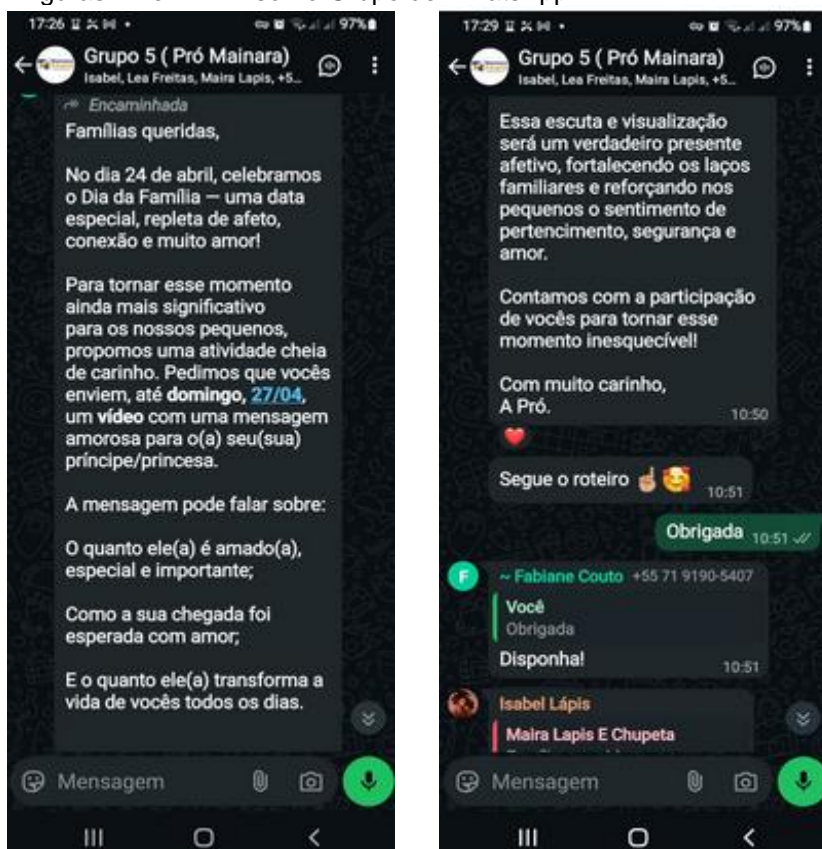 17:26
97%
Grupo 5 ( Pró Mainara)
Isabel, Lea Freitas, Maira Lapis, +5...
Encaminhada
Famílias queridas,
No dia 24 de abril, celebramos
o Dia da Família — uma data
especial, repleta de afeto,
conexão e muito amor!
Para tornar esse momento
ainda mais significativo
para os nossos pequenos,
propomos uma atividade cheia
de carinho. Pedimos que vocês
enviem, até domingo, 27/04,
um vídeo com uma mensagem
amorosa para o(a) seu(sua)
príncipe/princesa.
A mensagem pode falar sobre:
O quanto ele(a) é amado(a),
especial e importante;
Como a sua chegada foi
esperada com amor;
E o quanto ele(a) transforma a
vida de vocês todos os dias.
Mensagem
17:29
97%
Grupo 5 ( Pró Mainara)
Isabel, Lea Freitas, Maira Lapis, +5...
Essa escuta e visualização
será um verdadeiro presente
afetivo, fortalecendo os laços
familiares e reforçando nos
pequenos o sentimento de
pertencimento, segurança e
amor.
Contamos com a participação
de vocês para tornar esse
momento inesquecível!
Com muito carinho,
A Pró.
10:50
Segue o roteiro ☝🏼🥰
10:51
Obrigada 10:51
F
~ Fabiane Couto +55 71 9190-5407
Você
Obrigada
Disponha!
10:51
Isabel Lápis
Maira Lapis E Chupeta
Mensagem